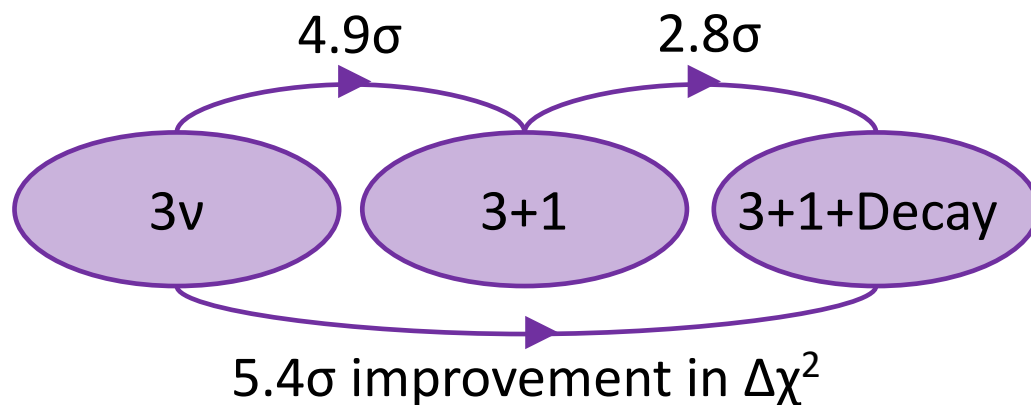 4.9σ 2.8σ
3ν 3+1 3+1+Decay
5.4σ improvement in Δχ²